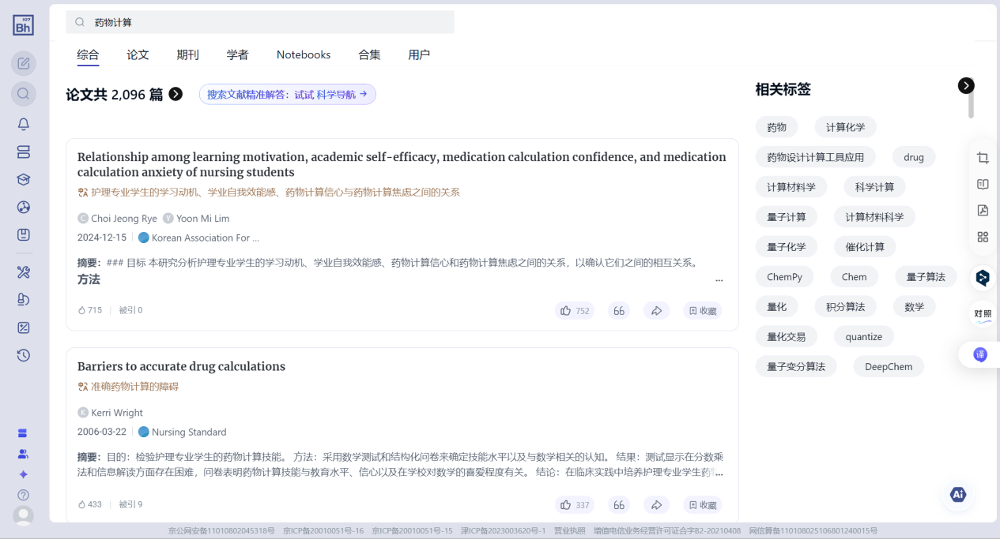 107
Bh
药物计算
综合 论文 期刊 学者 Notebooks 合集 用户
论文共 2,096 篇
搜索文献精准解答：试试 科学导航 →
Relationship among learning motivation, academic self-efficacy, medication calculation confidence, and medication
calculation anxiety of nursing students
护理专业学生的学习动机、学业自我效能感、药物计算信心与药物计算焦虑之间的关系
C Choi Jeong Rye Y Yoon Mi Lim
2024-12-15 Korean Association For ...
摘要：### 目标 本研究分析护理专业学生的学习动机、学业自我效能感、药物计算信心和药物计算焦虑之间的关系，以确认它们之间的相互关系。
方法 ...
715 被引 0 752 收藏
Barriers to accurate drug calculations
准确药物计算的障碍
K Kerri Wright
2006-03-22 Nursing Standard
摘要：目的：检验护理专业学生的药物计算技能。 方法：采用数学测试和结构化问卷来确定技能水平以及与数学相关的认知。 结果：测试显示在分数乘
法和信息解读方面存在困难，问卷表明药物计算技能与教育水平、信心以及在学校对数学的喜爱程度有关。 结论：在临床实践中培养护理专业学生药物...
433 被引 9 337 收藏
相关标签
药物 计算化学
药物设计计算工具应用 drug
计算材料学 科学计算
量子计算 计算材料科学
量子化学 催化计算
ChemPy Chem 量子算法
量化 积分算法 数学
量化交易 quantize
量子变分算法 DeepChem
对照
译
Ai
京公网安备11010802045318号 京ICP备20010051号-16 京ICP备20010051号-15 津ICP备2023003620号-1 营业执照 增值电信业务经营许可证合字B2-20210408 网信算备110108025106801240015号